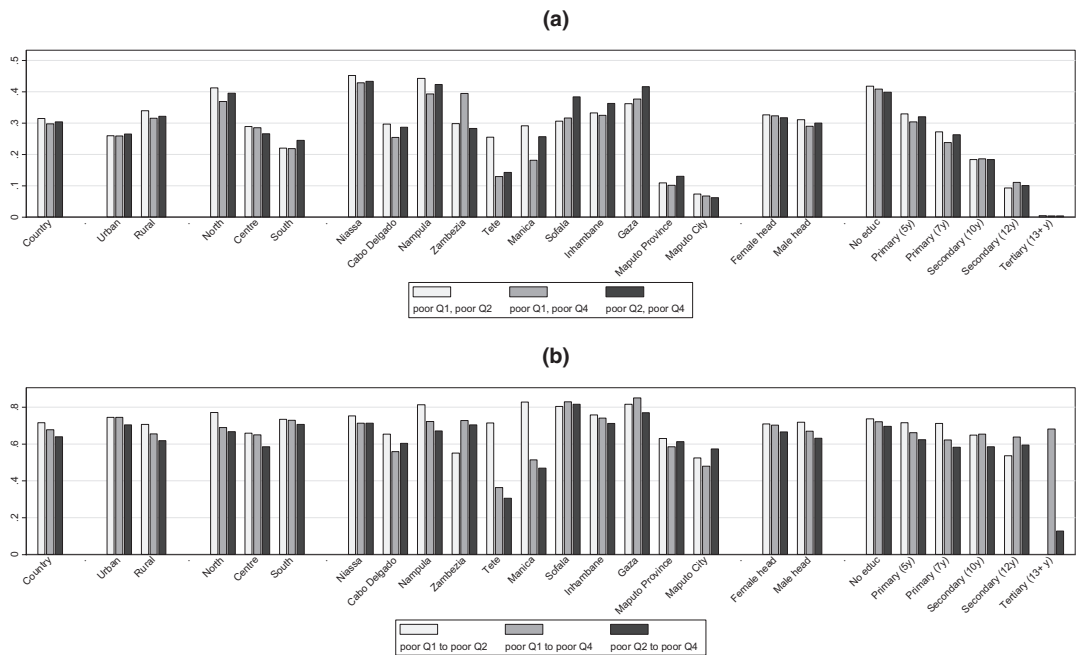 (a)
.5
.4
.3
.2
.1
0
Country
.
Urban
Rural
.
North
Centre
South
.
Niassa
Cabo Delgado
Nampula
Zambezia
Tete
Manica
Sofala
Inhambane
Gaza
Maputo Province
Maputo City
.
Female head
Male head
.
No educ
Primary (5y)
Primary (7y)
Secondary (10y)
Secondary (12y)
Tertiary (13+ y)
poor Q1, poor Q2 poor Q1, poor Q4 poor Q2, poor Q4
(b)
.8
.6
.4
.2
0
Country
.
Urban
Rural
.
North
Centre
South
.
Niassa
Cabo Delgado
Nampula
Zambezia
Tete
Manica
Sofala
Inhambane
Gaza
Maputo Province
Maputo City
.
Female head
Male head
.
No educ
Primary (5y)
Primary (7y)
Secondary (10y)
Secondary (12y)
Tertiary (13+ y)
poor Q1 to poor Q2 poor Q1 to poor Q4 poor Q2 to poor Q4